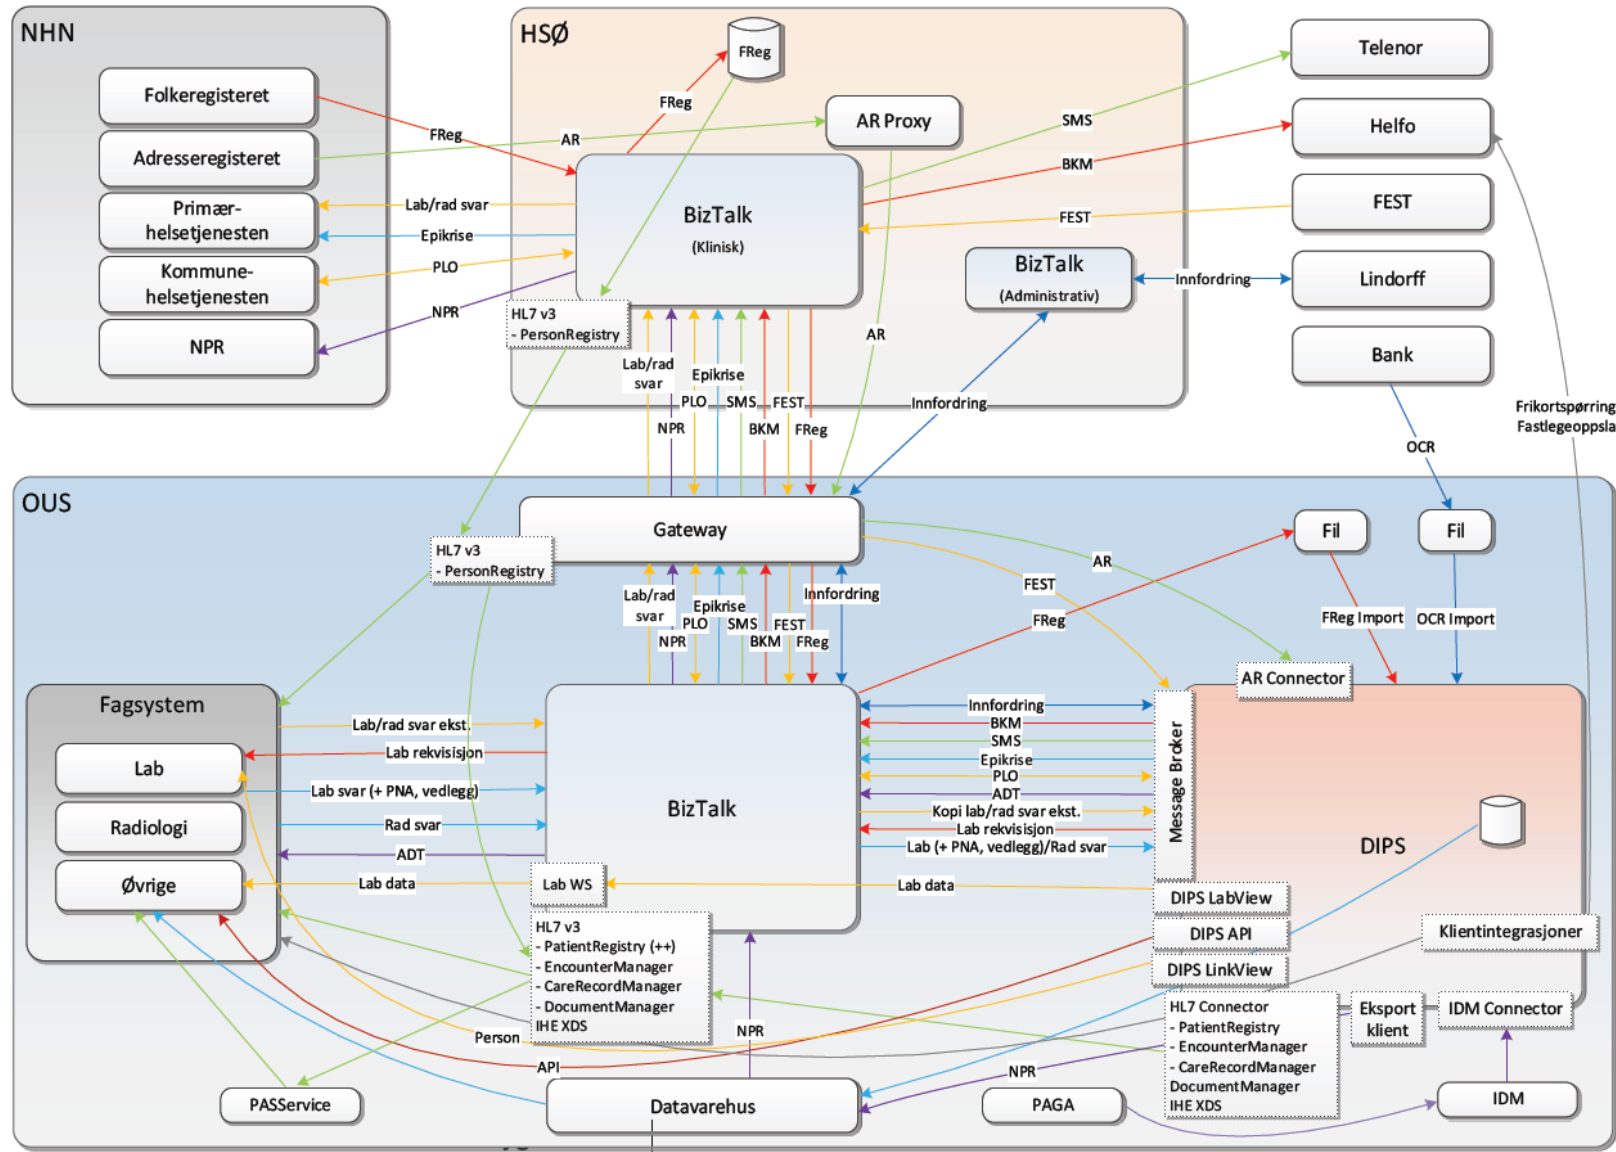 NHN
Folkeregisteret
Adresseregisteret
Primær-
helsetjenesten
Kommune-
helsetjenesten
NPR
FReg
AR
Lab/rad svar
Epikrise
PLO
NPR
HSØ
FReg
FReg
AR Proxy
BizTalk
(Klinisk)
HL7 v3
- PersonRegistry
BizTalk
(Administrativ)
SMS
BKM
FEST
Innfordring
AR
Innfordring
Telenor
Helfo
FEST
Lindorff
Bank
Frikortspørring
Fastlegeoppsla
OCR
Lab/rad
svar
Epikrise
PLO
SMS
FEST
NPR
BKM
FReg
OUS
Gateway
HL7 v3
- PersonRegistry
Lab/rad
svar
Innfordring
Epikrise
PLO
SMS
FEST
NPR
BKM
FReg
AR
FEST
FReg
Fil
Fil
FReg Import
OCR Import
AR Connector
Fagsystem
Lab
Radiologi
Øvrige
Lab/rad svar ekst.
Lab rekvisisjon
Lab svar (+ PNA, vedlegg)
Rad svar
ADT
Lab data
BizTalk
Lab WS
HL7 v3
- PatientRegistry (++)
- EncounterManager
- CareRecordManager
- DocumentManager
IHE XDS
Innfordring
BKM
SMS
Epikrise
PLO
ADT
Kopi lab/rad svar ekst.
Lab rekvisisjon
Lab (+ PNA, vedlegg)/Rad svar
Lab data
Message Broker
DIPS
DIPS LabView
DIPS API
DIPS LinkView
Klientintegrasjoner
HL7 Connector
- PatientRegistry
- EncounterManager
- CareRecordManager
DocumentManager
IHE XDS
Eksport
klient
IDM Connector
Person
API
NPR
NPR
PASService
Datavarehus
PAGA
IDM